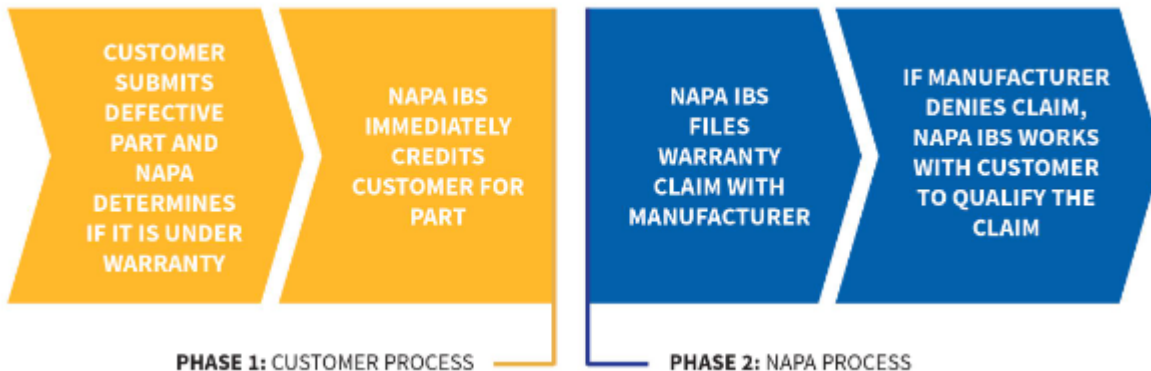 CUSTOMER
SUBMITS
DEFECTIVE
PART AND
NAPA
DETERMINES
IF IT IS UNDER
WARRANTY
NAPA IBS
IMMEDIATELY
CREDITS
CUSTOMER FOR
PART
NAPA IBS
FILES
WARRANTY
CLAIM WITH
MANUFACTURER
IF MANUFACTURER
DENIES CLAIM,
NAPA IBS WORKS
WITH CUSTOMER
TO QUALIFY THE
CLAIM
PHASE 1: CUSTOMER PROCESS
PHASE 2: NAPA PROCESS